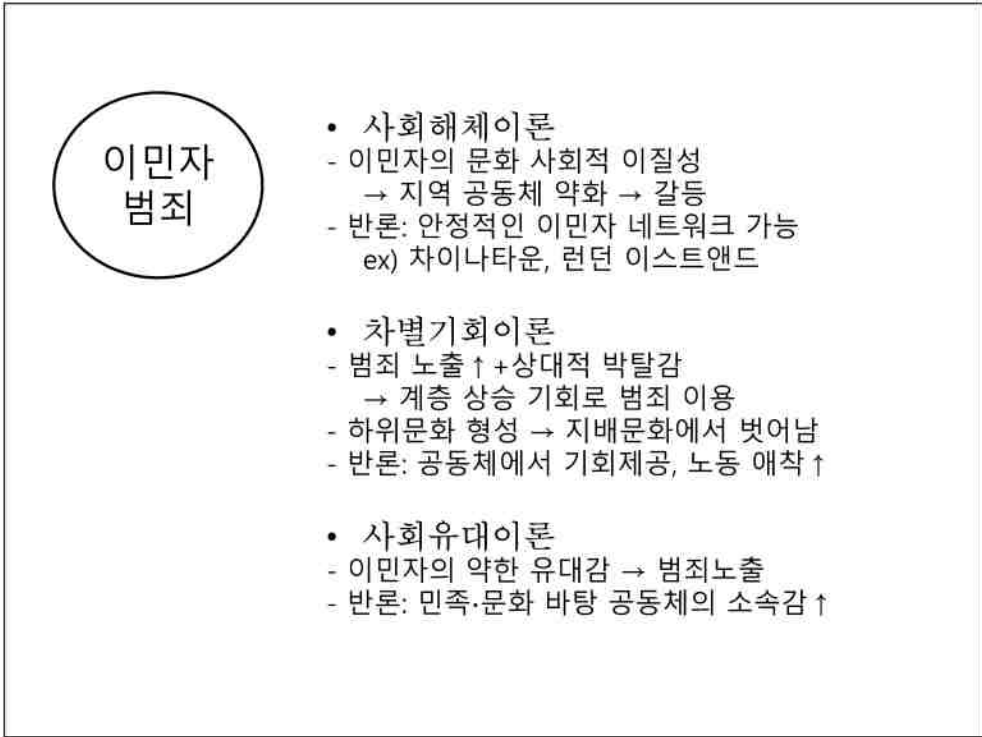 이민자
범죄
• 사회해체이론
- 이민자의 문화 사회적 이질성
→ 지역 공동체 약화 → 갈등
- 반론: 안정적인 이민자 네트워크 가능
ex) 차이나타운, 런던 이스트앤드
• 차별기회이론
- 범죄 노출↑+상대적 박탈감
→ 계층 상승 기회로 범죄 이용
- 하위문화 형성 → 지배문화에서 벗어남
- 반론: 공동체에서 기회제공, 노동 애착↑
• 사회유대이론
- 이민자의 약한 유대감 → 범죄노출
- 반론: 민족·문화 바탕 공동체의 소속감↑